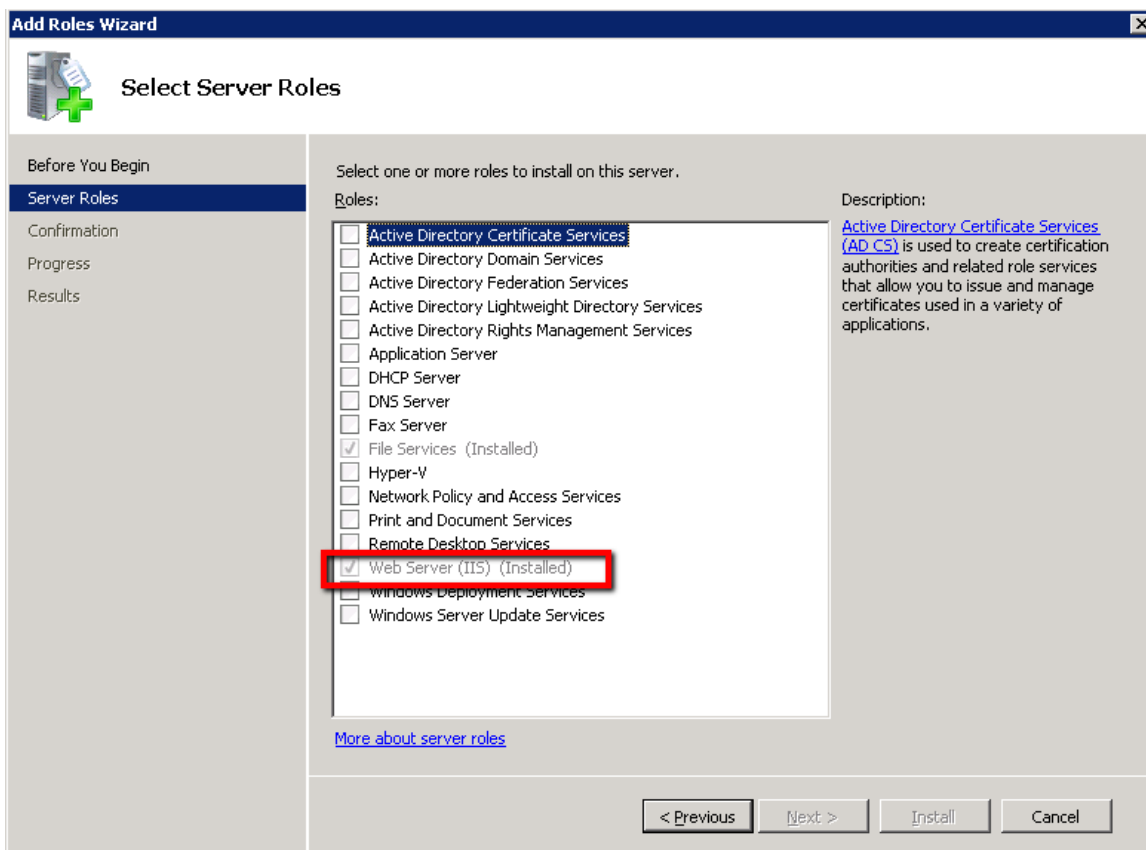 Add Roles Wizard
Select Server Roles
Before You Begin
Server Roles
Confirmation
Progress
Results
Select one or more roles to install on this server.
Roles:
Active Directory Certificate Services
Active Directory Domain Services
Active Directory Federation Services
Active Directory Lightweight Directory Services
Active Directory Rights Management Services
Application Server
DHCP Server
DNS Server
Fax Server
File Services (Installed)
Hyper-V
Network Policy and Access Services
Print and Document Services
Remote Desktop Services
Web Server (IIS) (Installed)
Windows Deployment Services
Windows Server Update Services
More about server roles
Description:
Active Directory Certificate Services
(AD CS) is used to create certification
authorities and related role services
that allow you to issue and manage
certificates used in a variety of
applications.
< Previous
Next >
Install
Cancel